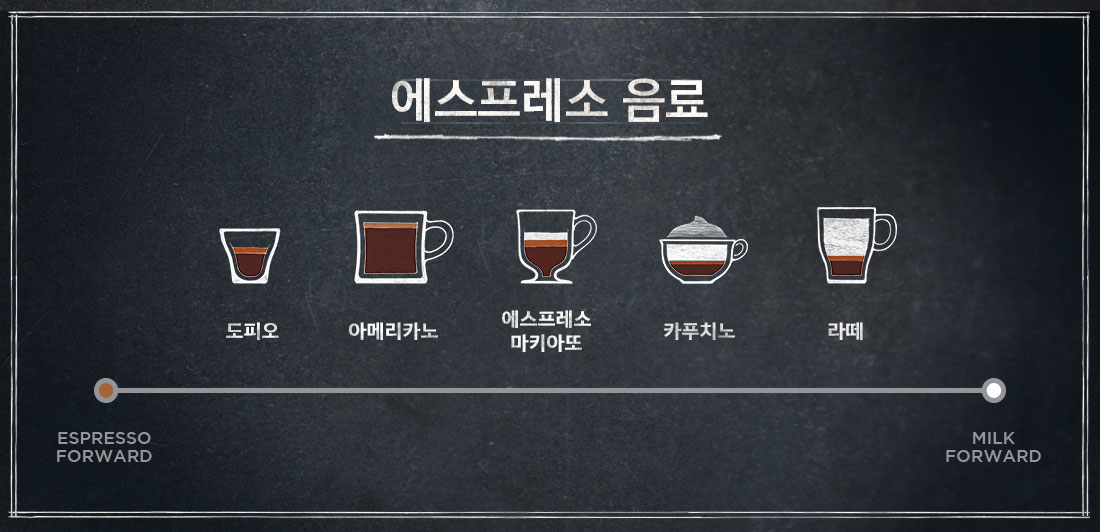 에스프레소 음료
도피오
아메리카노
에스프레소
마키아또
카푸치노
라떼
ESPRESSO
FORWARD
MILK
FORWARD